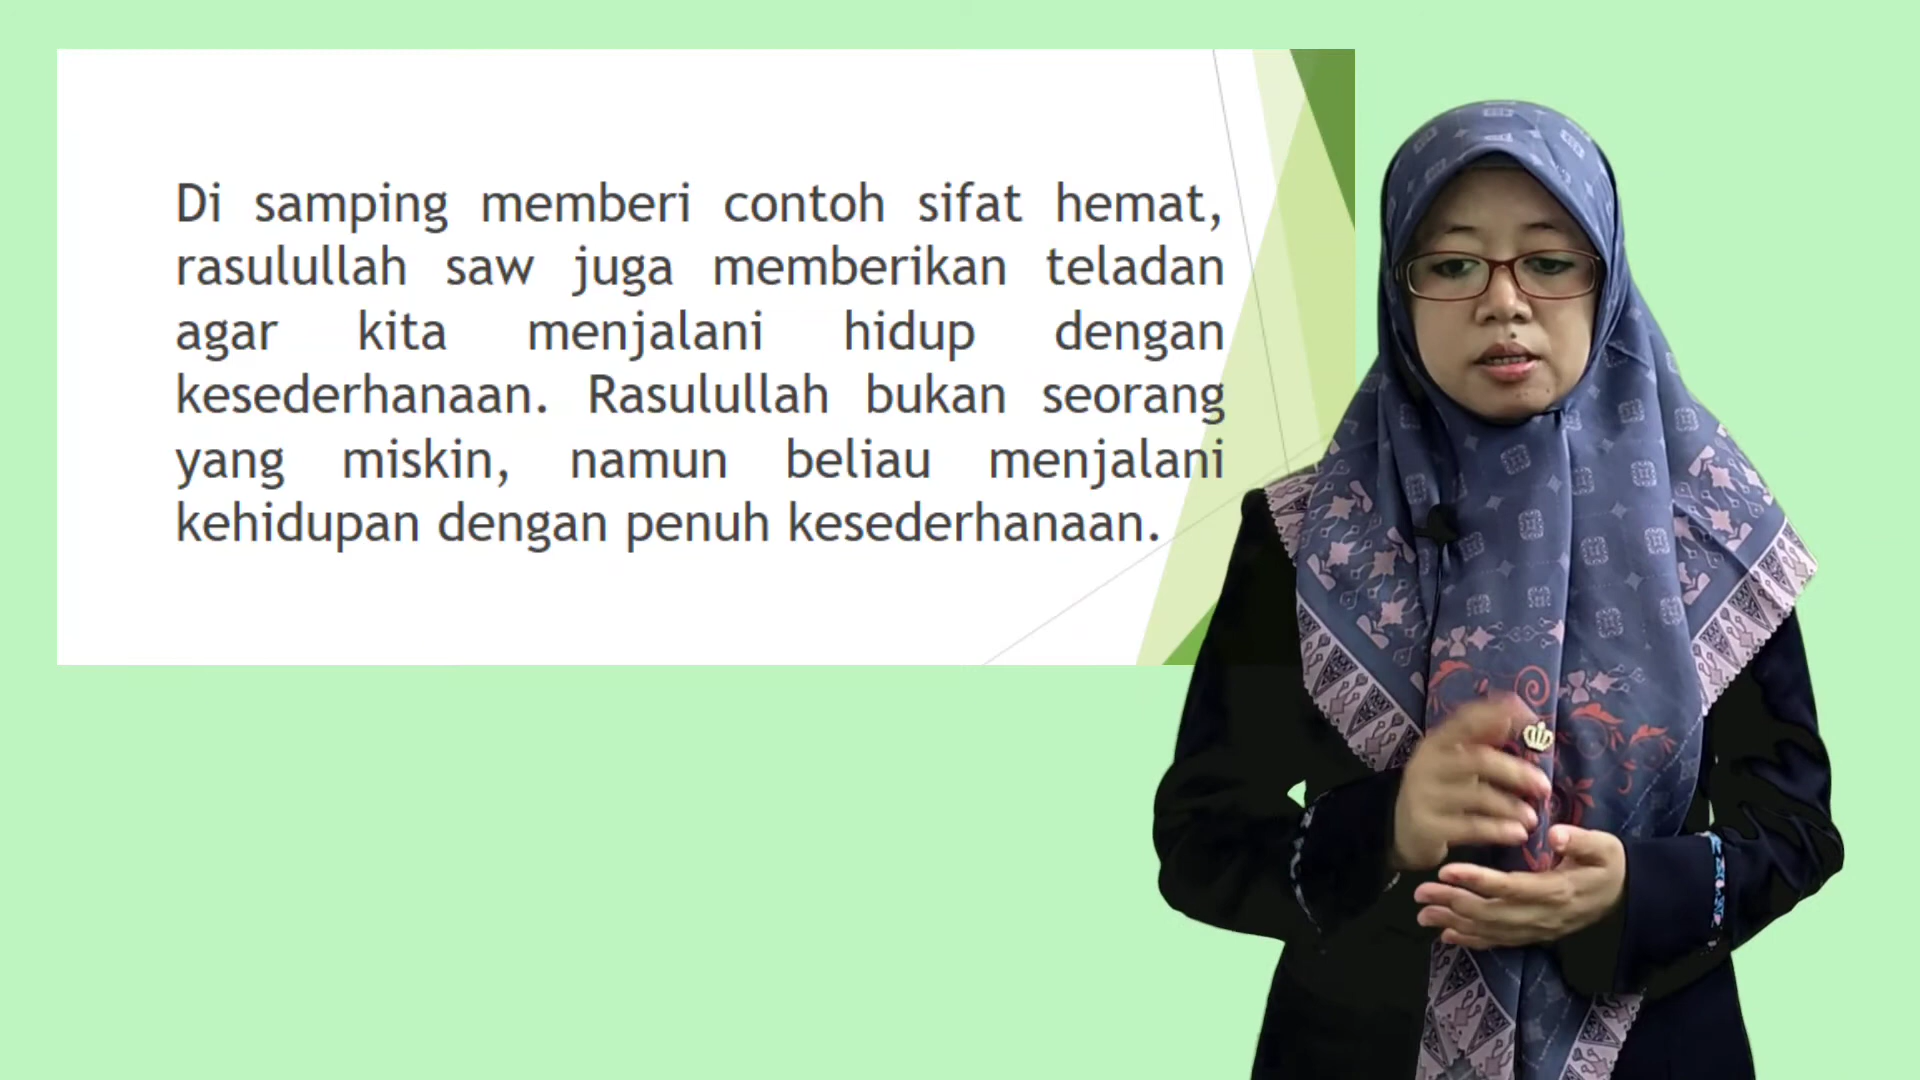 Di samping memberi contoh sifat hemat,
rasulullah saw juga memberikan teladan
agar kita menjalani hidup dengan
kesederhanaan. Rasulullah bukan seorang
yang miskin, namun beliau menjalani
kehidupan dengan penuh kesederhanaan.